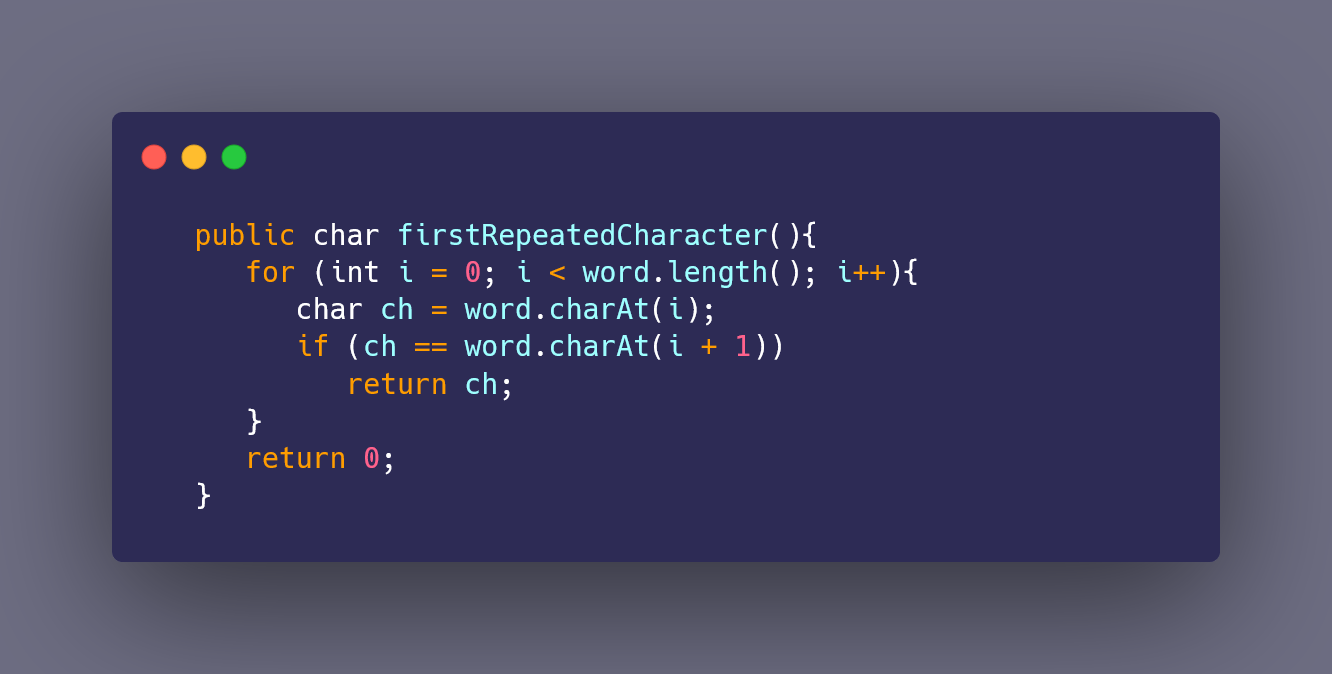 public char firstRepeatedCharacter(){
   for (int i = 0; i < word.length(); i++){
      char ch = word.charAt(i);
      if (ch == word.charAt(i + 1))
         return ch;
   }
   return 0;
}